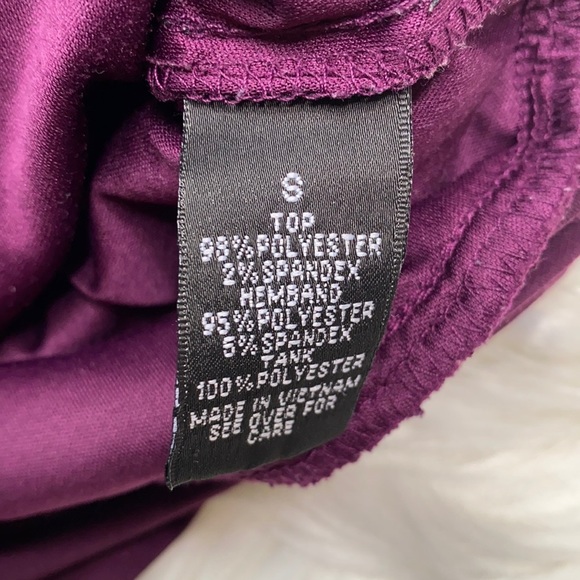 S
TOP
98%POLYESTER
2%SPANDEX
HEMBAND
95%POLYESTER
5%SPANDEX
TANK
100%POLYESTER
MADE IN VIETNAM
SEE OVER FOR
CARE